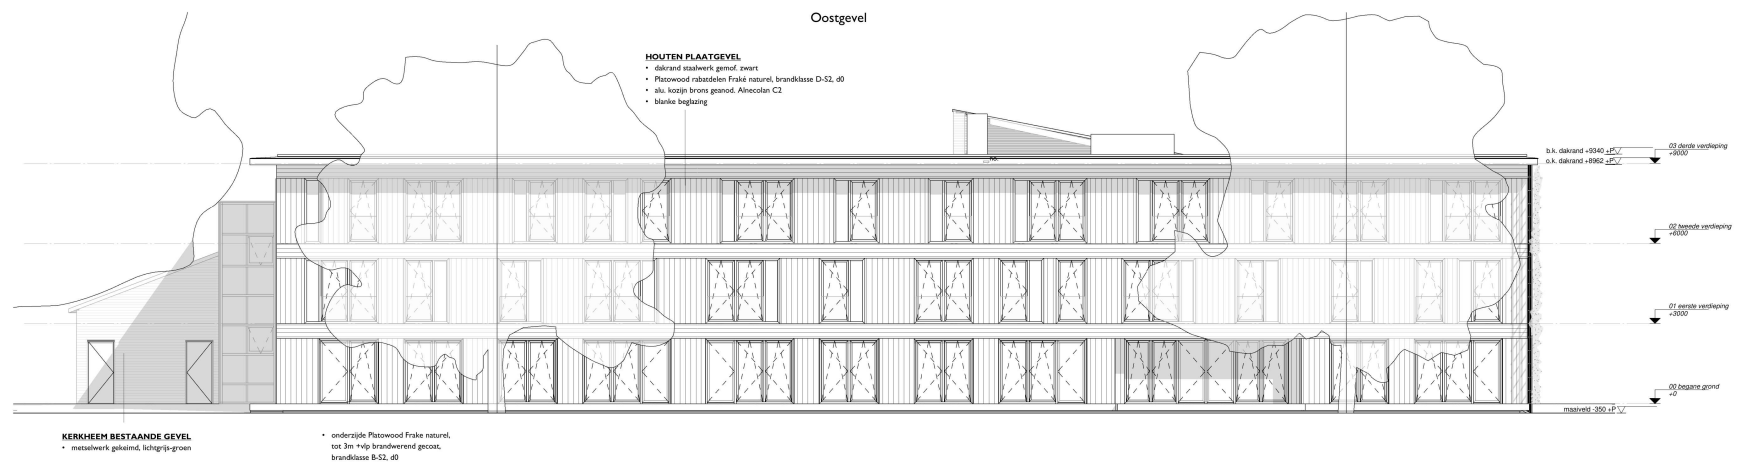 Oostgevel
HOUTEN PLAATGEVEL
• dakrand staalwerk gemof. zwart
• Platowood rabatdelen Fraké naturel, brandklasse D-S2, d0
• alu. kozijn brons geanod. Alnecolan C2
• blanke beglazing
no.
b.k. dakrand +9340 +P
o.k. dakrand +8962 +P
03 derde verdieping
+9000
02 tweede verdieping
+6000
01 eerste verdieping
+3000
00 begane grond
+0
maaiveld -350 +P
KERKHEEM BESTAANDE GEVEL
• metselwerk gekeimd, lichtgrijs-groen
• onderzijde Platowood Frake naturel,
tot 3m +vlp brandwerend gecoat,
brandklasse B-S2, d0